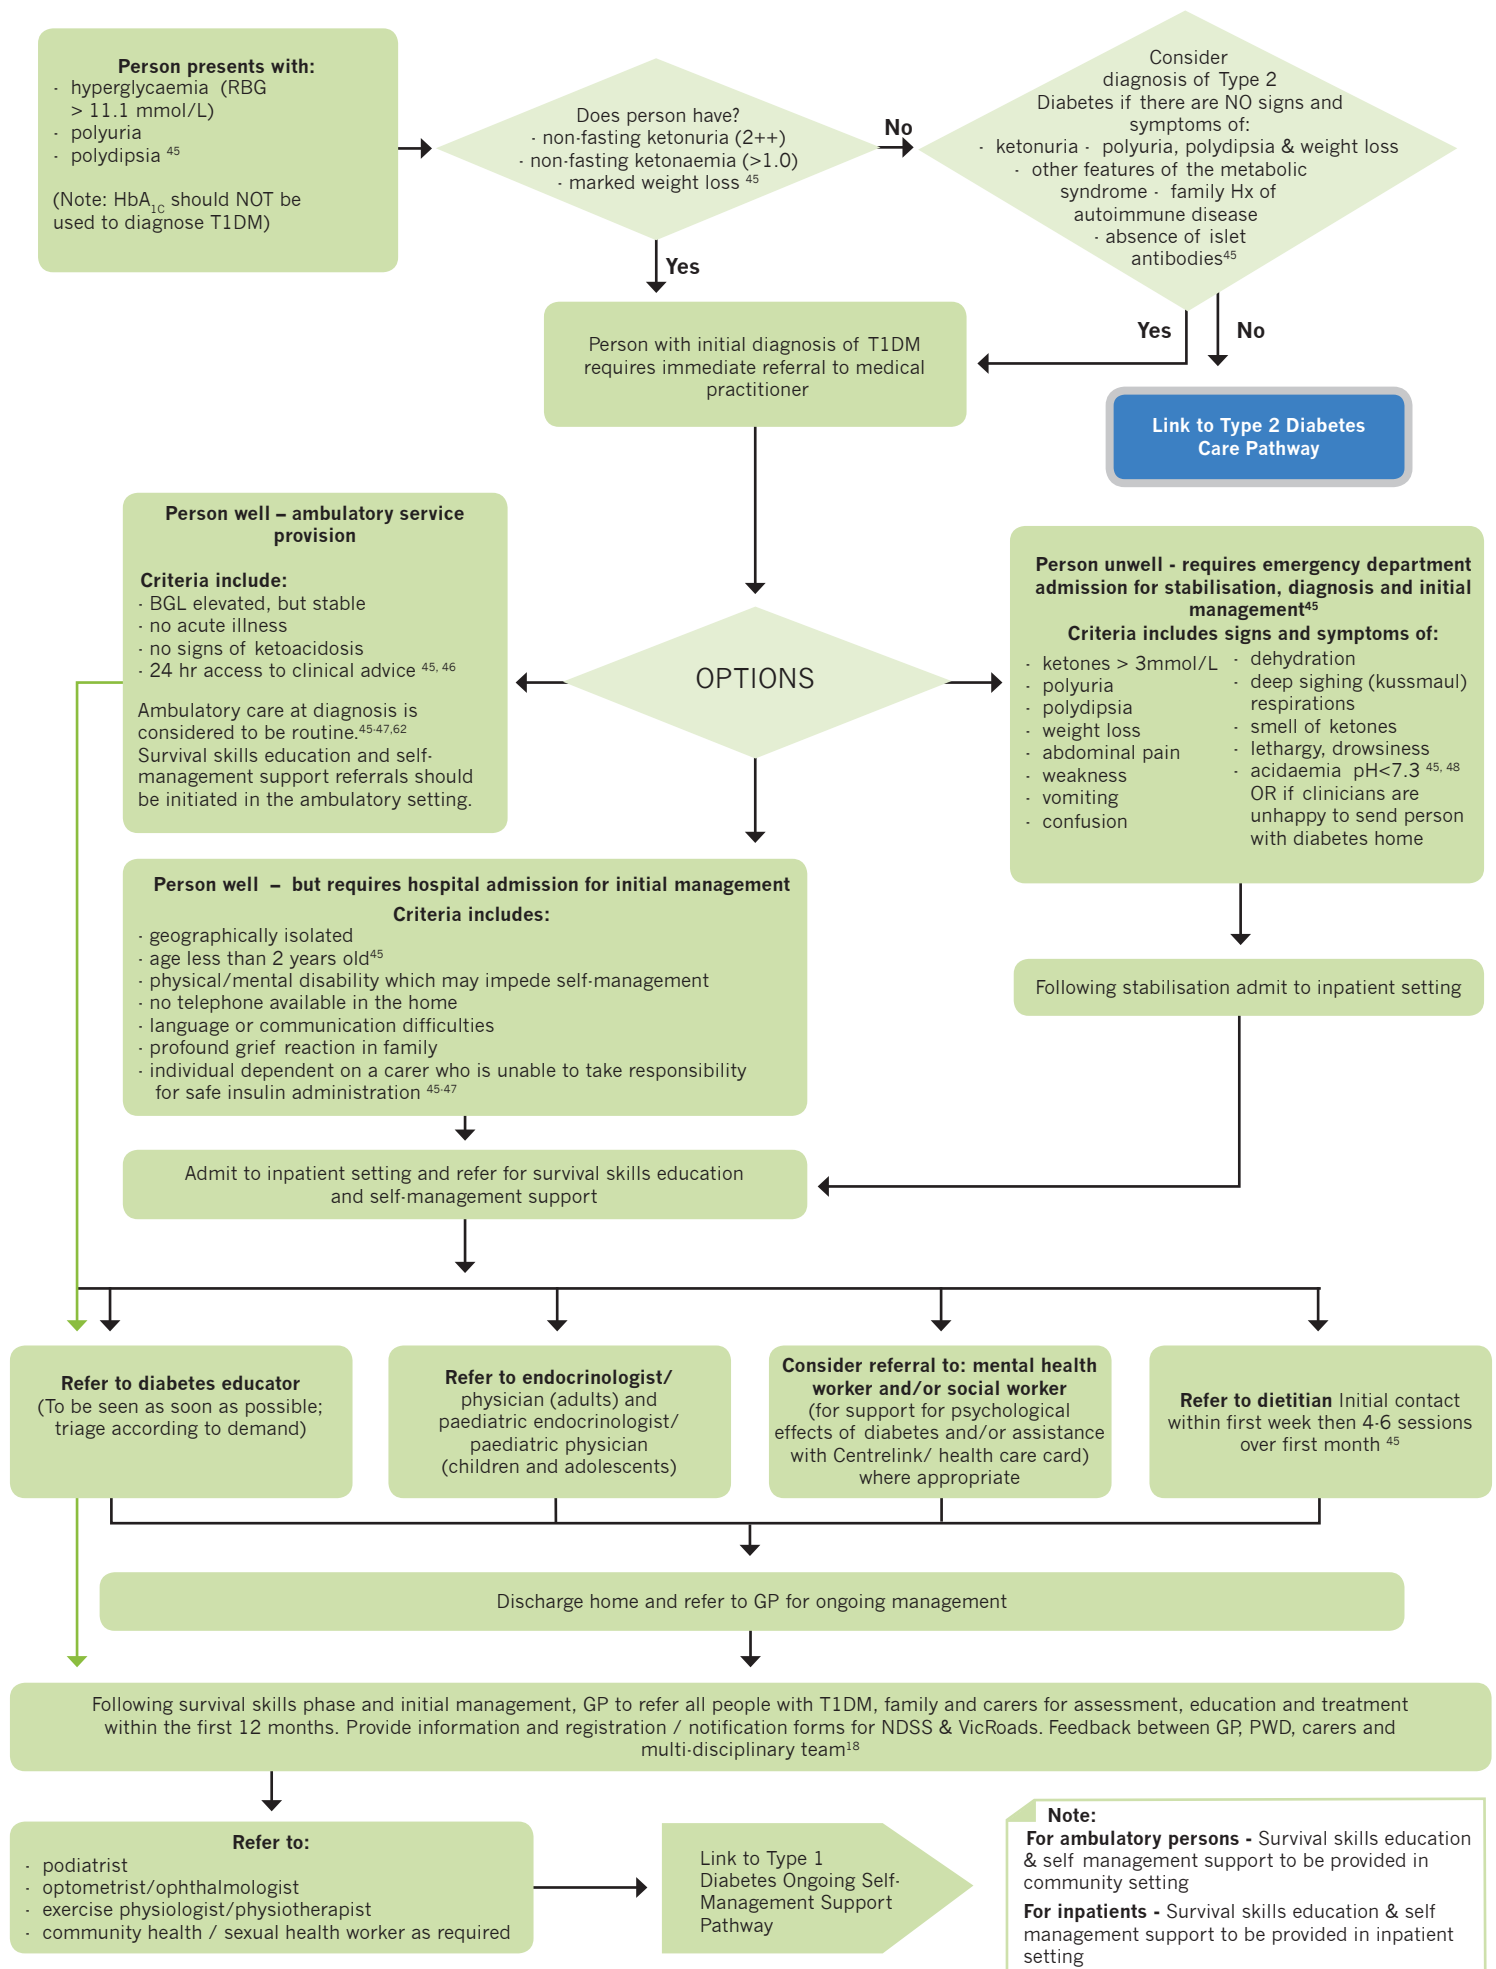 Person presents with:
· hyperglycaemia (RBG
> 11.1 mmol/L)
· polyuria
· polydipsia 45
(Note: HbA1C should NOT be
used to diagnose T1DM)
Does person have?
· non-fasting ketonuria (2++)
· non-fasting ketonaemia (>1.0)
· marked weight loss 45
No
Consider
diagnosis of Type 2
Diabetes if there are NO signs and
symptoms of:
· ketonuria · polyuria, polydipsia & weight loss
· other features of the metabolic
syndrome · family Hx of
autoimmune disease
· absence of islet
antibodies45
Yes
Yes
No
Person with initial diagnosis of T1DM
requires immediate referral to medical
practitioner
Link to Type 2 Diabetes
Care Pathway
Person well – ambulatory service
provision
Criteria include:
· BGL elevated, but stable
· no acute illness
· no signs of ketoacidosis
· 24 hr access to clinical advice 45, 46
Ambulatory care at diagnosis is
considered to be routine.45-47,62
Survival skills education and self-
management support referrals should
be initiated in the ambulatory setting.
OPTIONS
Person unwell - requires emergency department
admission for stabilisation, diagnosis and initial
management45
Criteria includes signs and symptoms of:
· ketones > 3mmol/L
· polyuria
· polydipsia
· weight loss
· abdominal pain
· weakness
· vomiting
· confusion
· dehydration
· deep sighing (kussmaul)
respirations
· smell of ketones
· lethargy, drowsiness
· acidaemia pH<7.3 45, 48
OR if clinicians are
unhappy to send person
with diabetes home
Person well – but requires hospital admission for initial management
Criteria includes:
· geographically isolated
· age less than 2 years old45
· physical/mental disability which may impede self-management
· no telephone available in the home
· language or communication difficulties
· profound grief reaction in family
· individual dependent on a carer who is unable to take responsibility
for safe insulin administration 45-47
Following stabilisation admit to inpatient setting
Admit to inpatient setting and refer for survival skills education
and self-management support
Refer to diabetes educator
(To be seen as soon as possible;
triage according to demand)
Refer to endocrinologist/
physician (adults) and
paediatric endocrinologist/
paediatric physician
(children and adolescents)
Consider referral to: mental health
worker and/or social worker
(for support for psychological
effects of diabetes and/or assistance
with Centrelink/ health care card)
where appropriate
Refer to dietitian Initial contact
within first week then 4-6 sessions
over first month 45
Discharge home and refer to GP for ongoing management
Following survival skills phase and initial management, GP to refer all people with T1DM, family and carers for assessment, education and treatment
within the first 12 months. Provide information and registration / notification forms for NDSS & VicRoads. Feedback between GP, PWD, carers and
multi-disciplinary team18
Refer to:
· podiatrist
· optometrist/ophthalmologist
· exercise physiologist/physiotherapist
· community health / sexual health worker as required
Link to Type 1
Diabetes Ongoing Self-
Management Support
Pathway
Note:
For ambulatory persons - Survival skills education
& self management support to be provided in
community setting
For inpatients - Survival skills education & self
management support to be provided in inpatient
setting